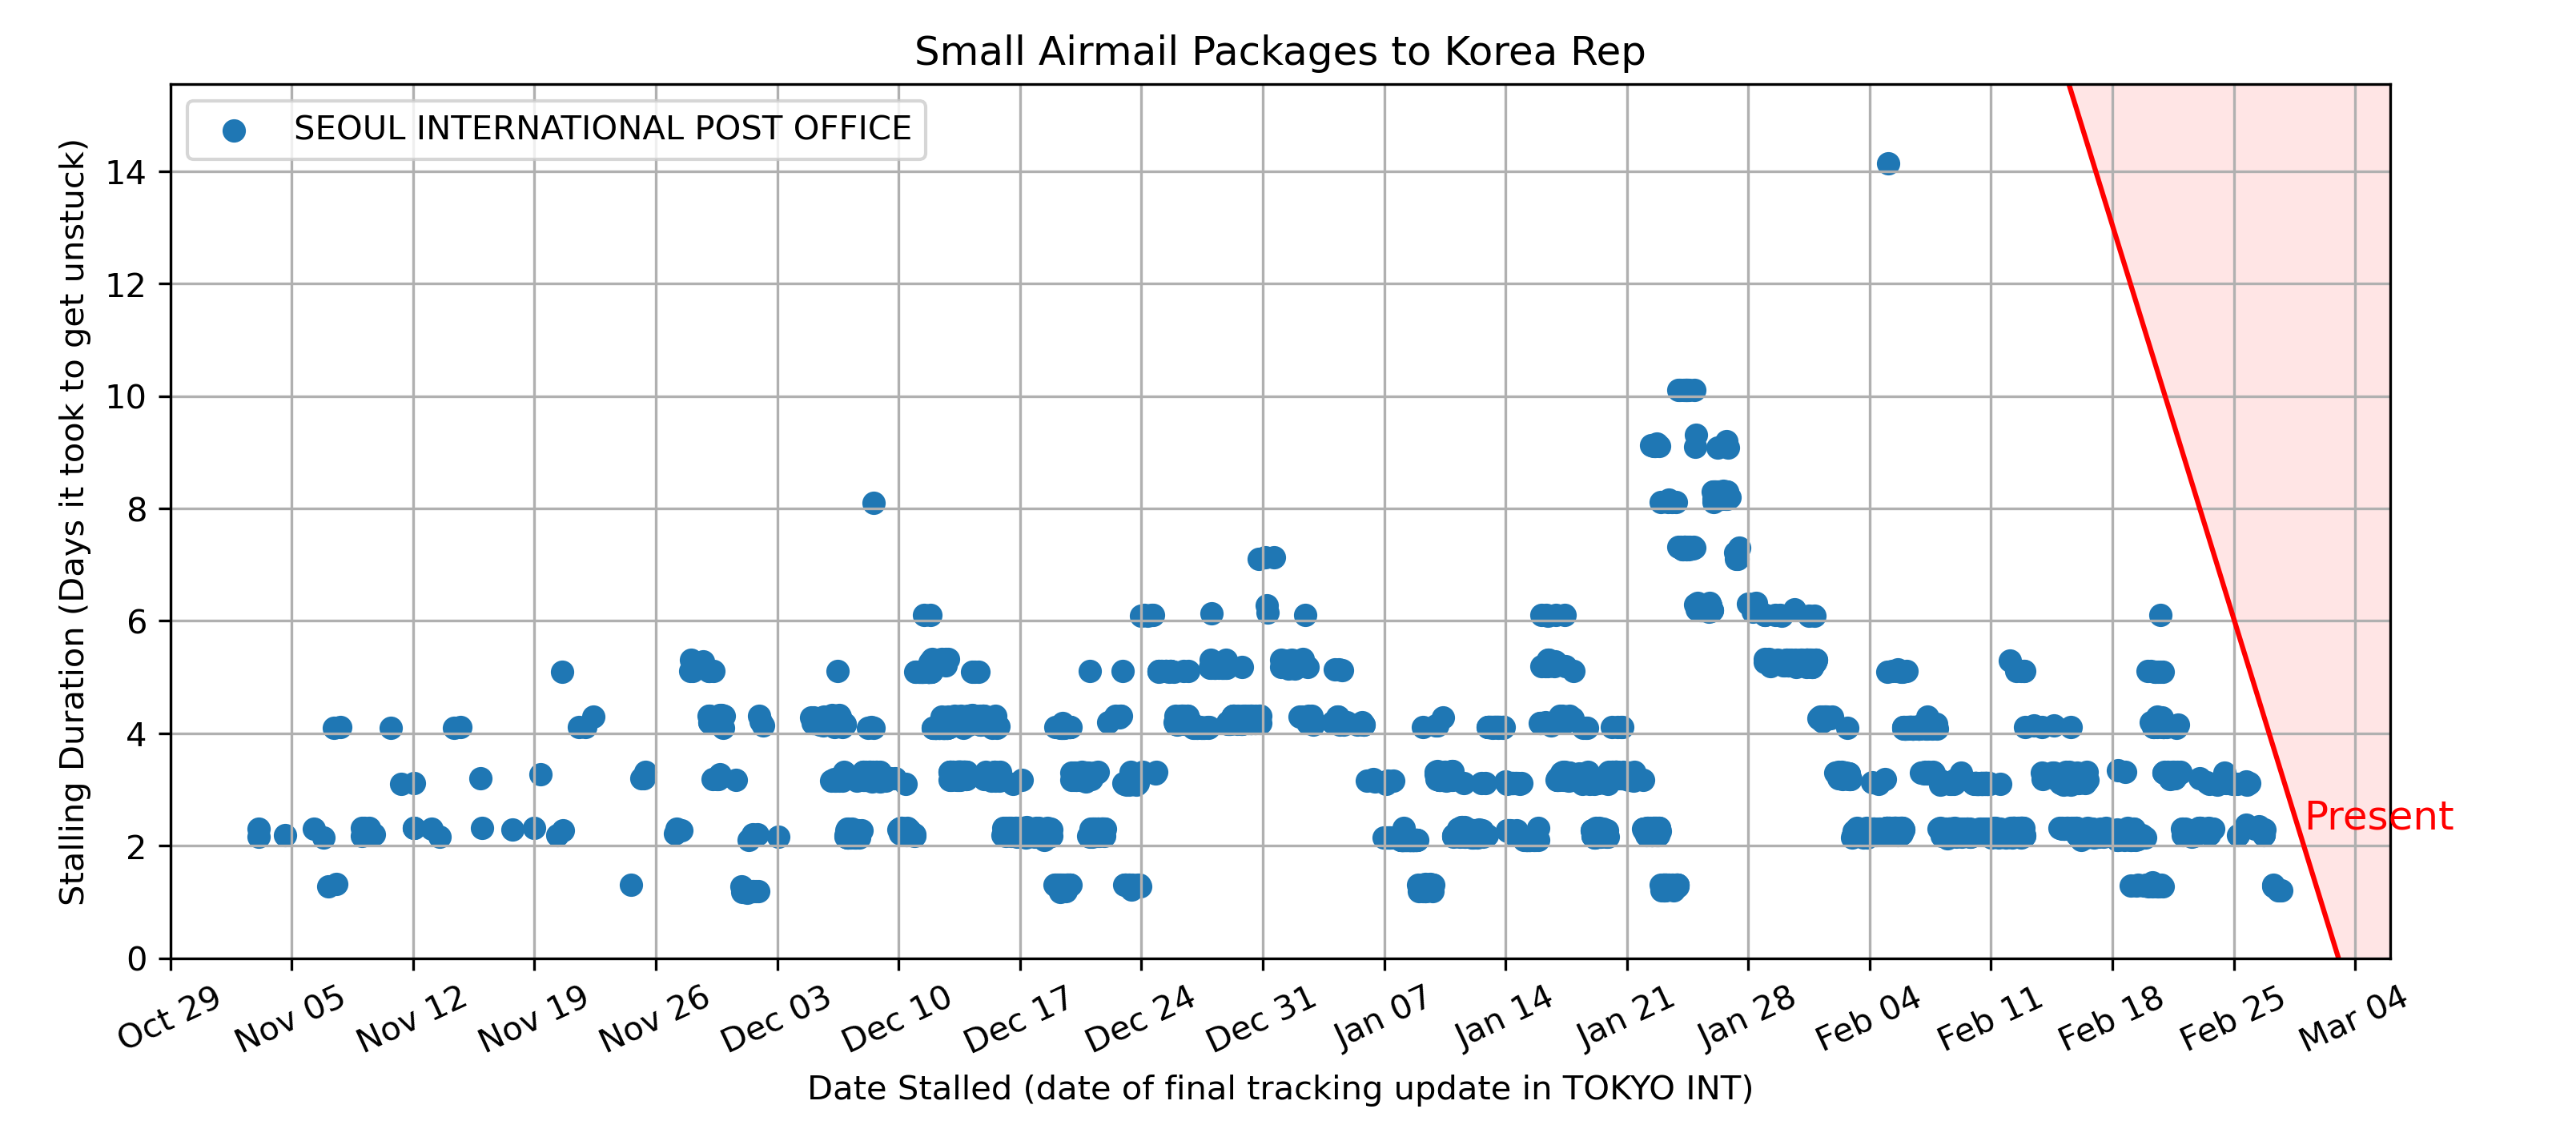 Small Airmail Packages to Korea Rep
SEOUL INTERNATIONAL POST OFFICE
Stalling Duration (Days it took to get unstuck)
14
12
10
8
6
4
2
0
Present
Oct 29 Nov 05 Nov 12 Nov 19 Nov 26 Dec 03 Dec 10 Dec 17 Dec 24 Dec 31 Jan 07 Jan 14 Jan 21 Jan 28 Feb 04 Feb 11 Feb 18 Feb 25 Mar 04
Date Stalled (date of final tracking update in TOKYO INT)